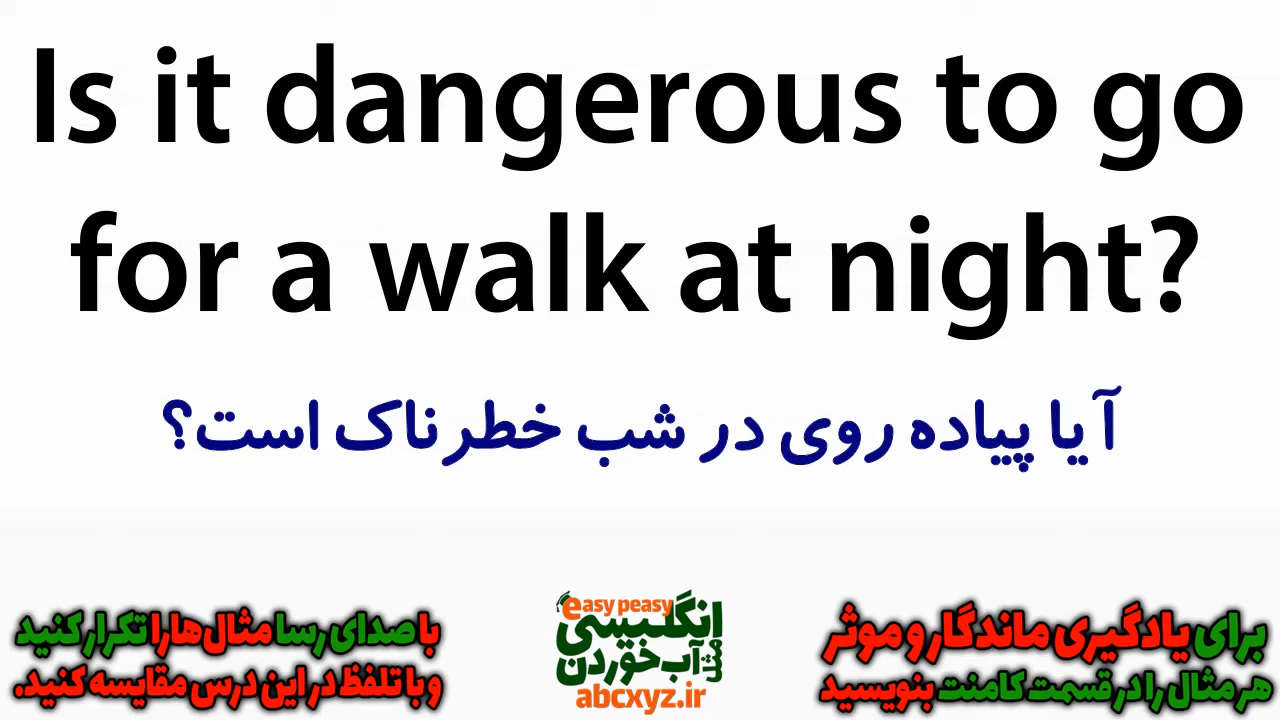 Is it dangerous to go
for a walk at night?
آیا پیاده روی در شب خطرناک است؟
برای یادگیری ماندگار و موثر
هر مثال را در قسمت کامنت بنویسید
easy peasy
انگلیسی
مثل آب خوردن
abcxyz.ir
با صدای رسا مثال‌ها را تکرار کنید
و با تلفظ در این درس مقایسه کنید.